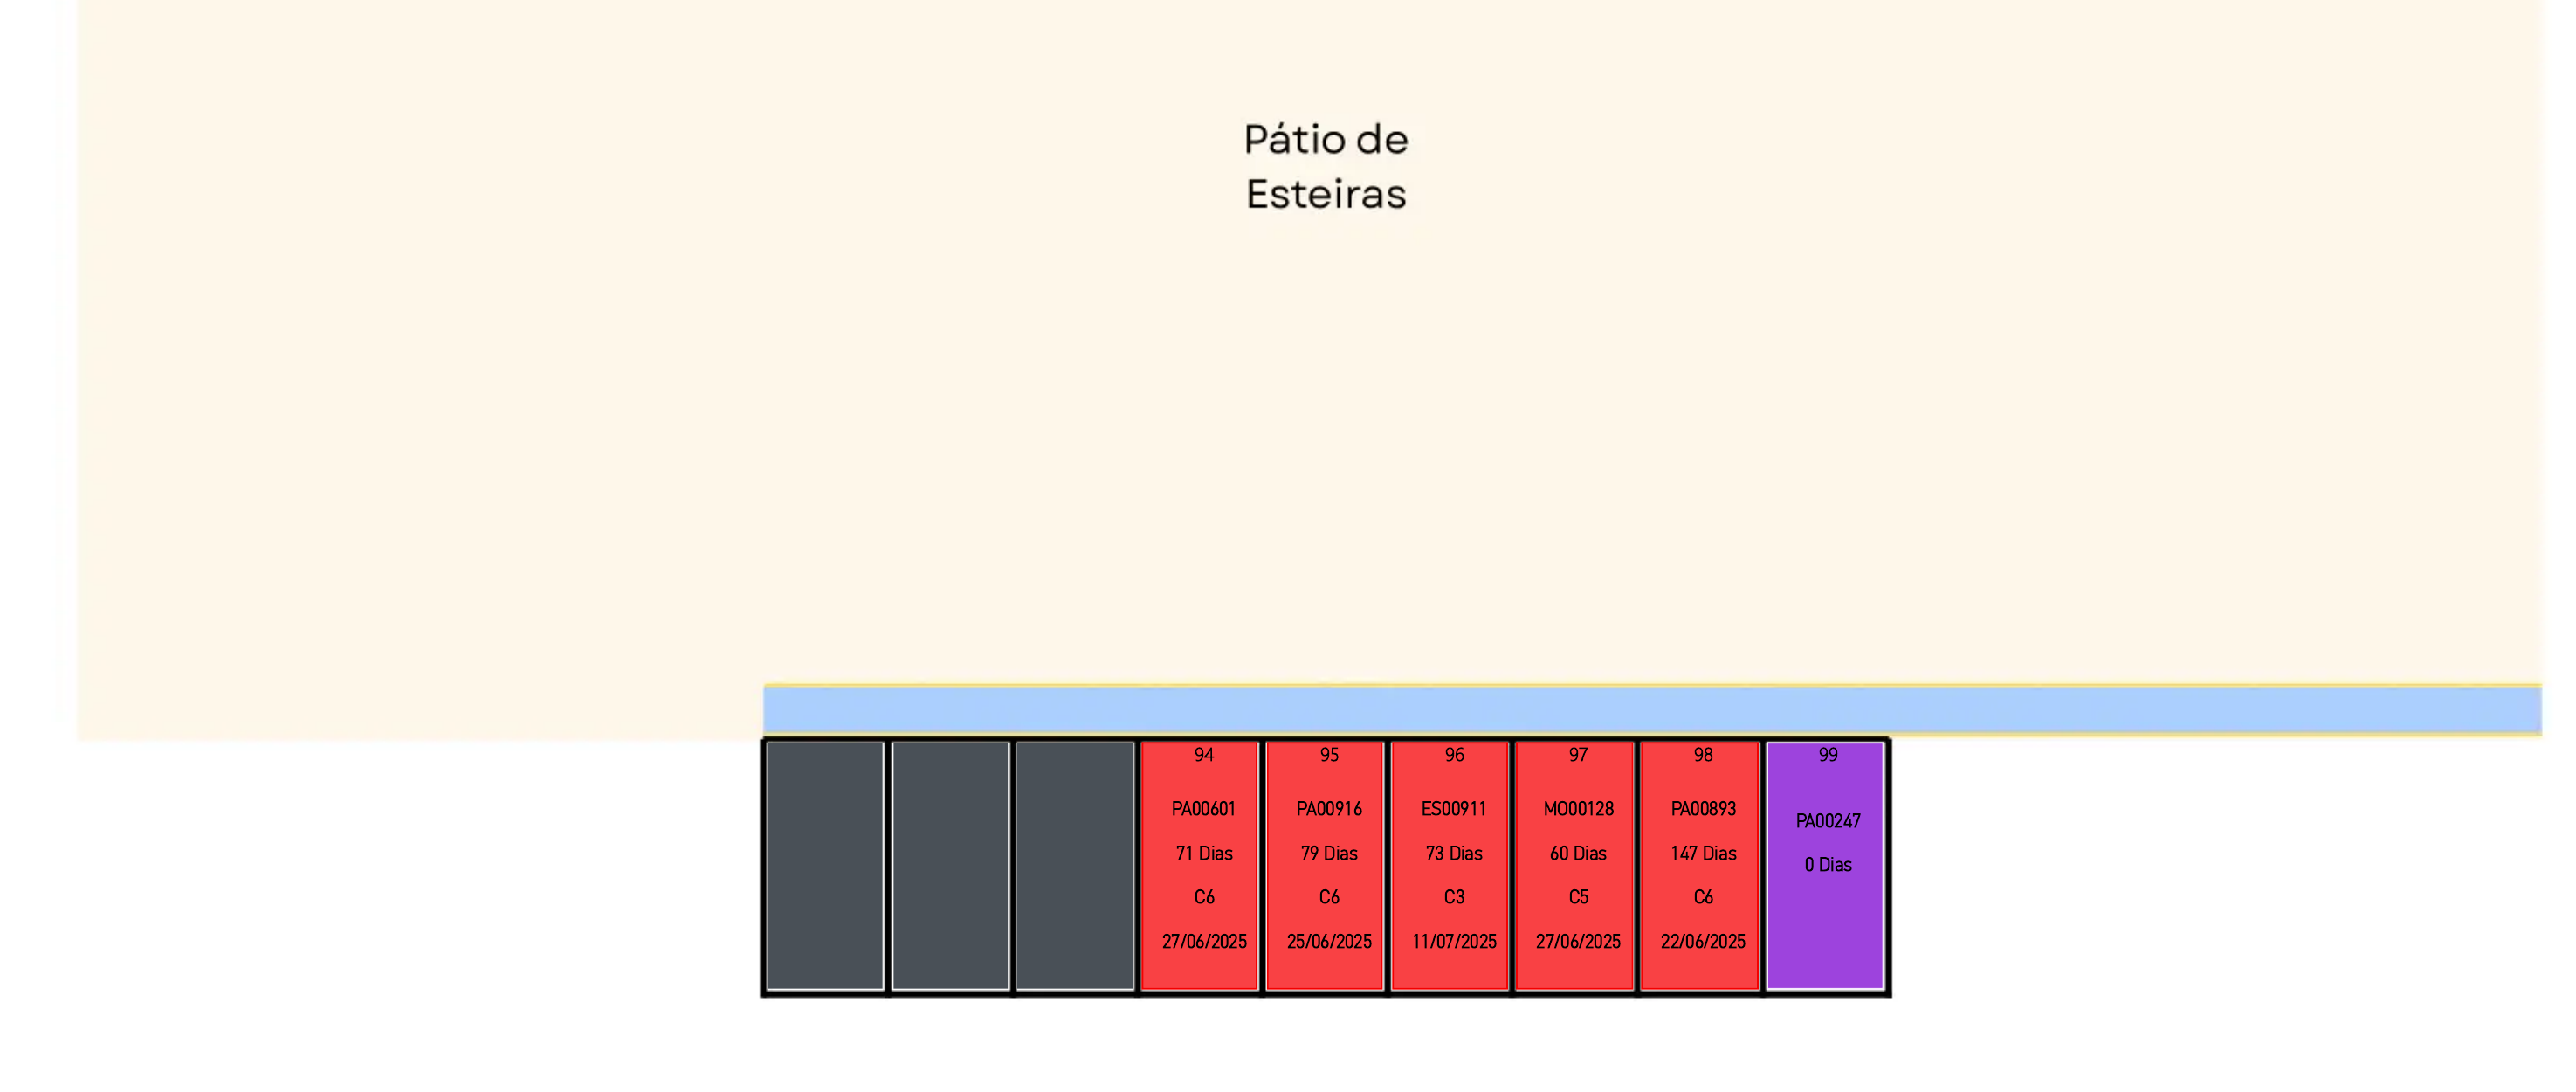 Pátio de
Esteiras
94
PA00601
71 Dias
C6
27/06/2025
95
PA00916
79 Dias
C6
25/06/2025
96
ES00911
73 Dias
C3
11/07/2025
97
MO00128
60 Dias
C5
27/06/2025
98
PA00893
147 Dias
C6
22/06/2025
99
PA00247
0 Dias